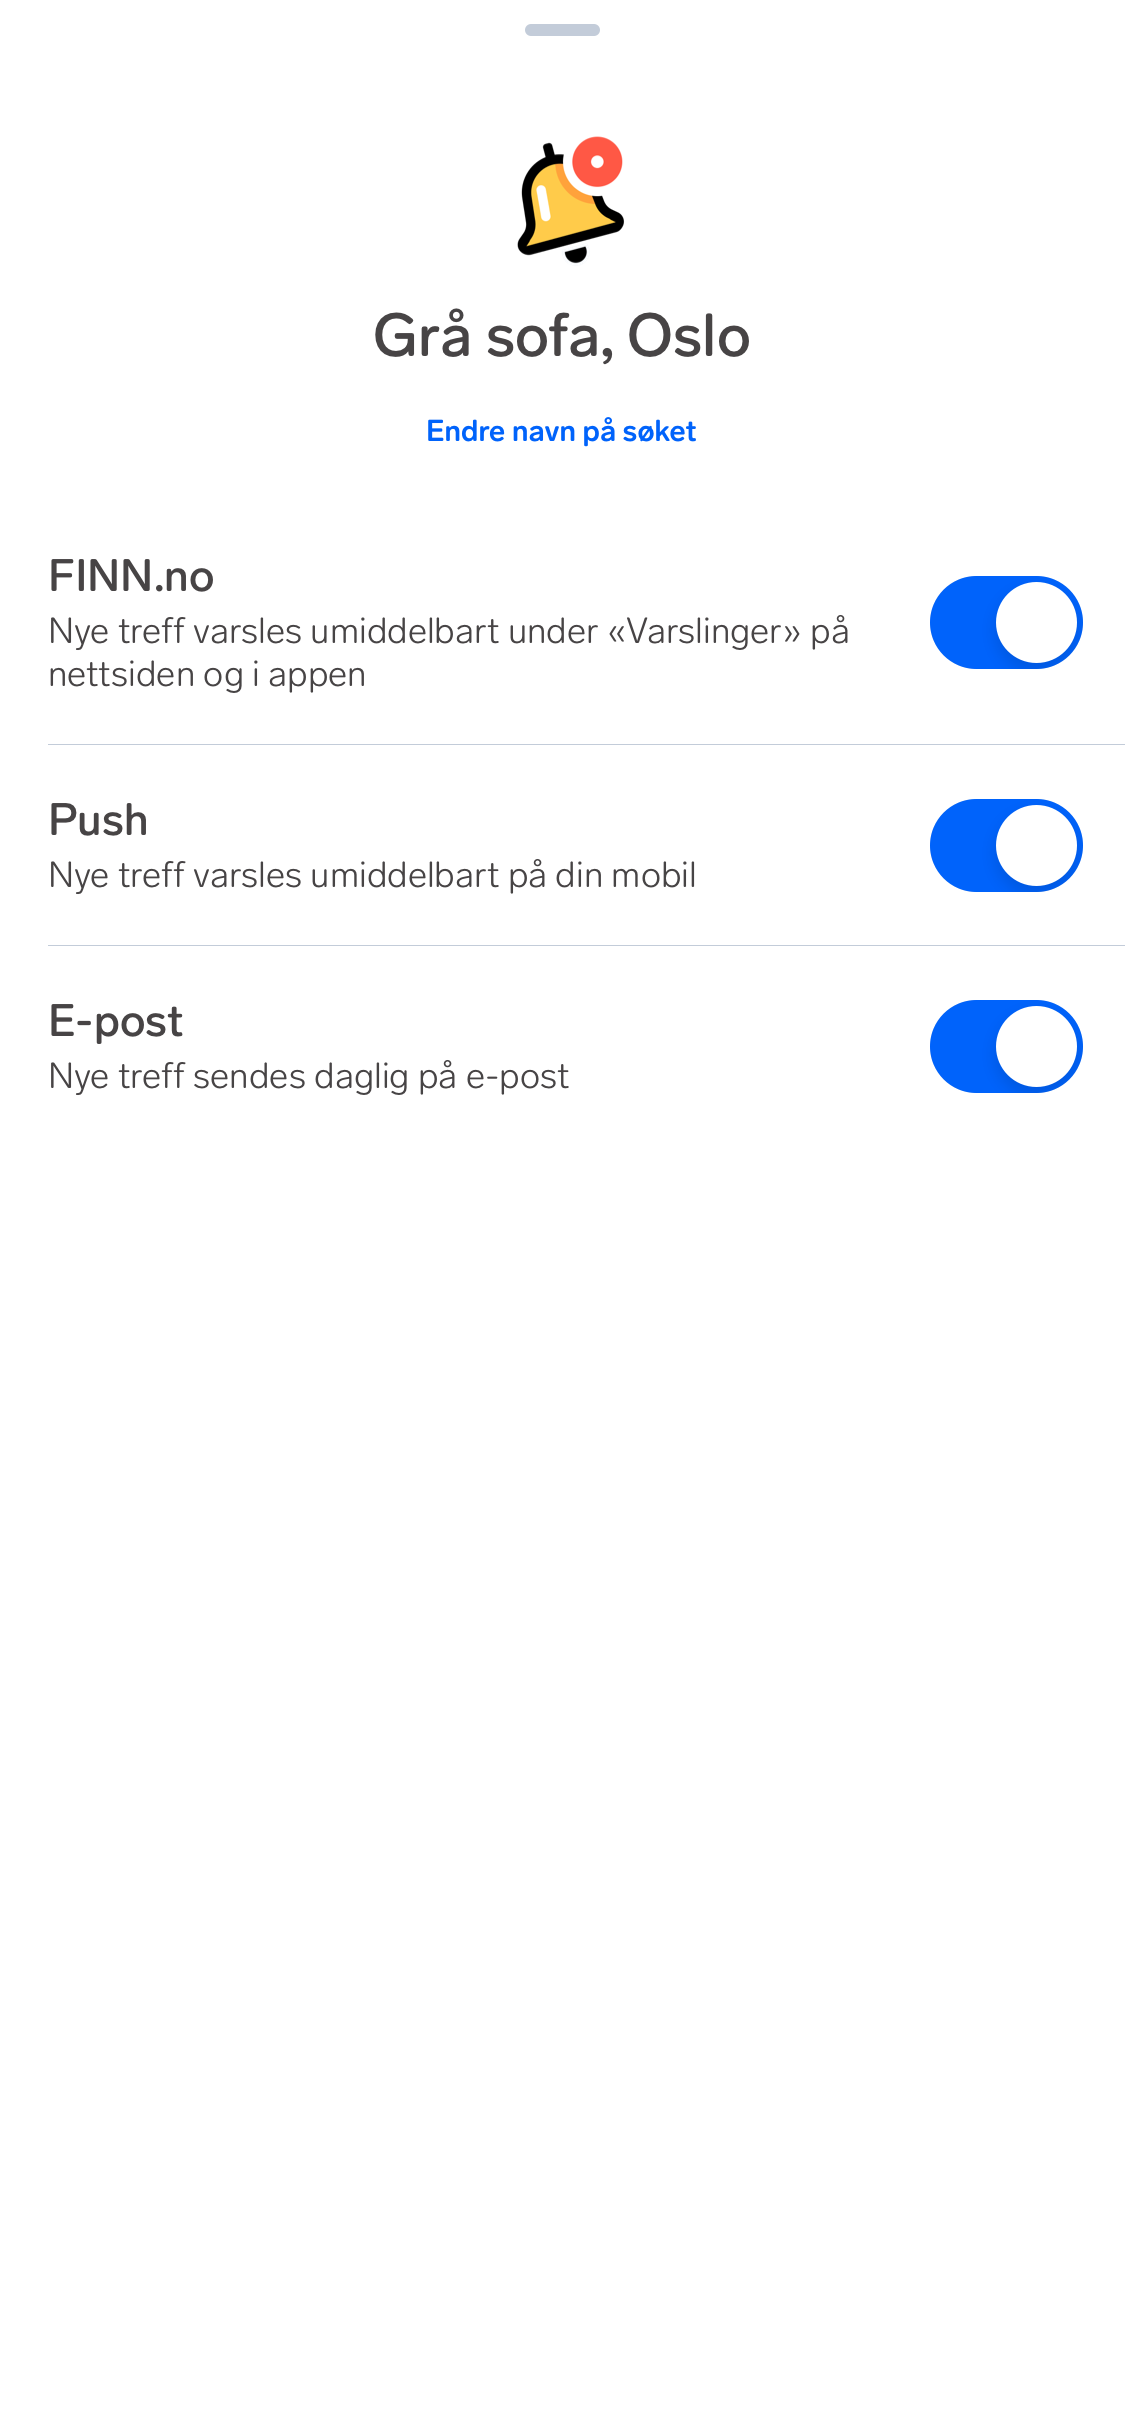 Grå sofa, Oslo
Endre navn på søket
FINN.no
Nye treff varsles umiddelbart under «Varslinger» på
nettsiden og i appen
Push
Nye treff varsles umiddelbart på din mobil
E-post
Nye treff sendes daglig på e-post